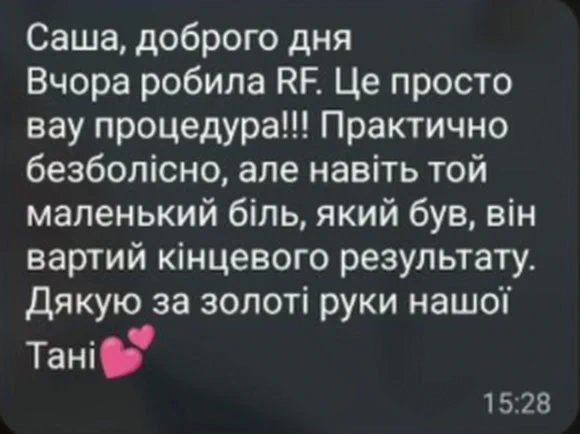 Саша, доброго дня
Вчора робила RF. Це просто
вау процедура!!! Практично
безболісно, але навіть той
маленький біль, який був, він
вартий кінцевого результату.
Дякую за золоті руки нашої
Тані💕
15:28